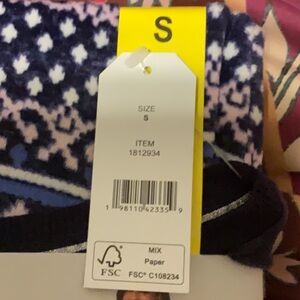 S
SIZE
S
ITEM
1812934
1 98110 42335 9
FSC
MIX
Paper
FSC® C108234